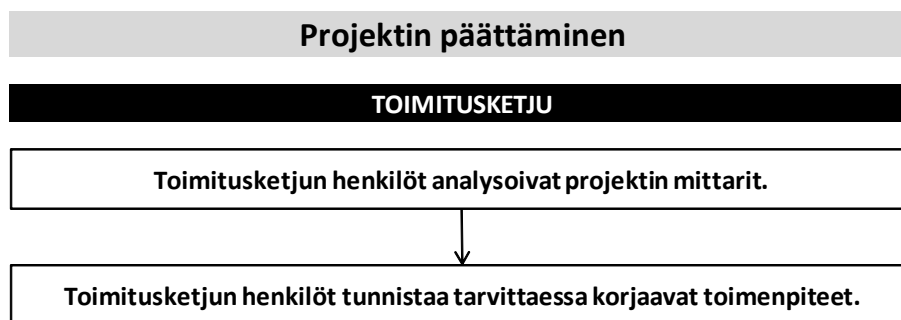 Projektin päättäminen
TOIMITUSKETJU
Toimitusketjun henkilöt analysoivat projektin mittarit.
Toimitusketjun henkilöt tunnistaa tarvittaessa korjaavat toimenpiteet.